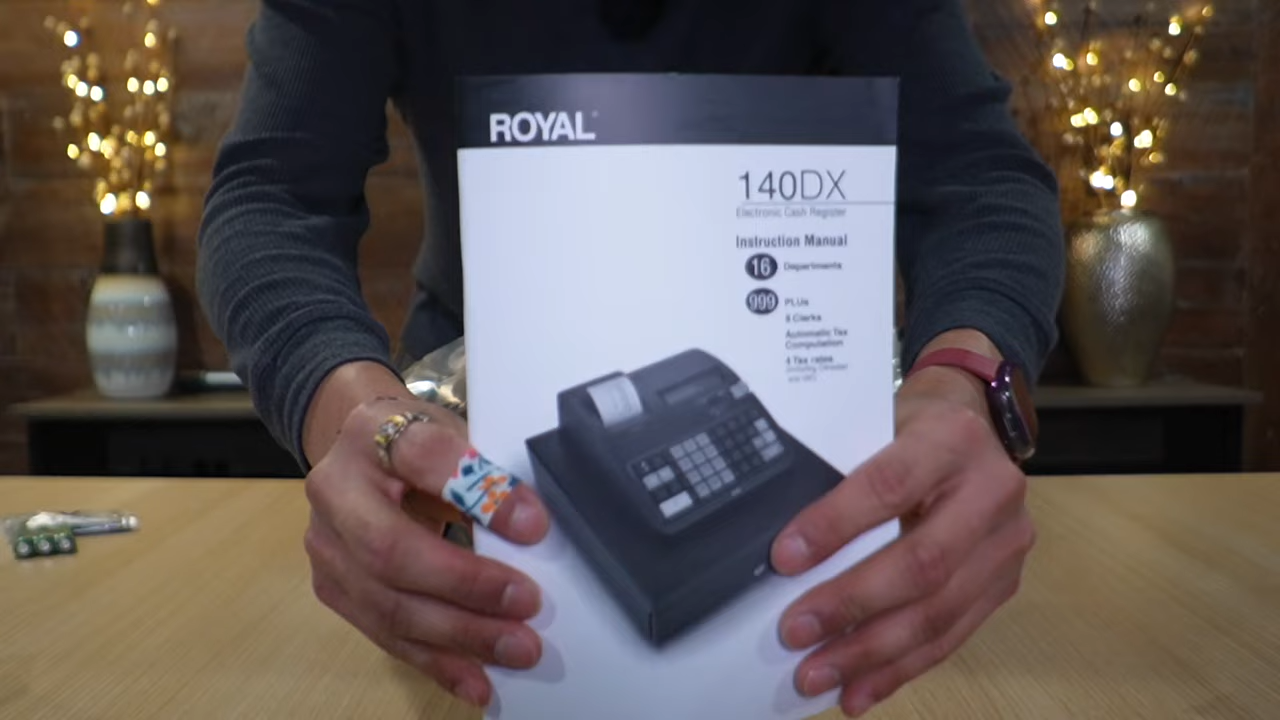 ROYAL
140DX
Electronic Cash Register
Instruction Manual
16 Departments
999 PLUs
8 Clerks
Automatic Tax
Computation
4 Tax rates